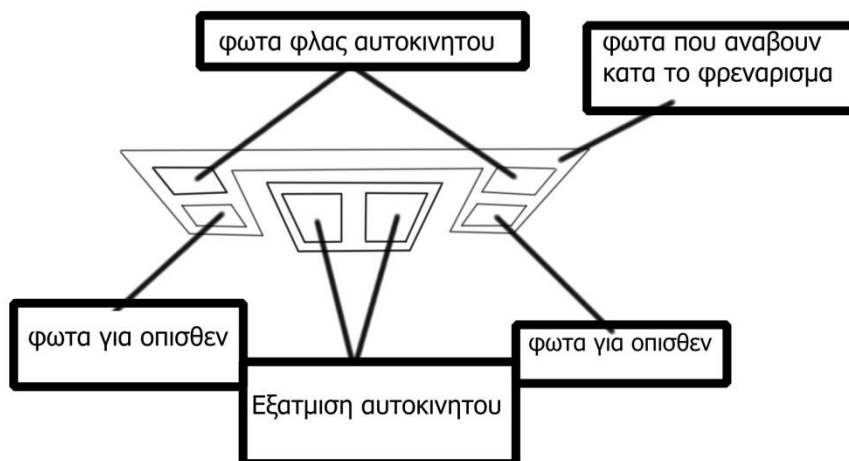 φωτα φλας αυτοκινητου
φωτα που αναβουν
κατα το φρεναρισμα
φωτα για οπισθεν
φωτα για οπισθεν
Εξατμιση αυτοκινητου